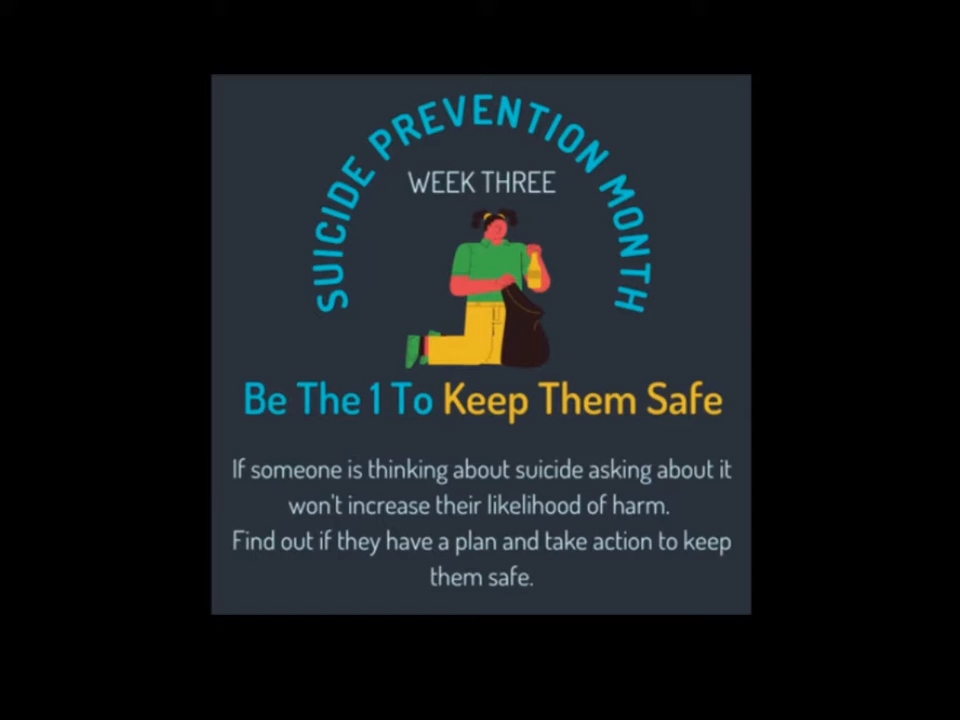 SUICIDE PREVENTION MONTH
WEEK THREE
Be The 1 To Keep Them Safe
If someone is thinking about suicide asking about it
won't increase their likelihood of harm.
Find out if they have a plan and take action to keep
them safe.